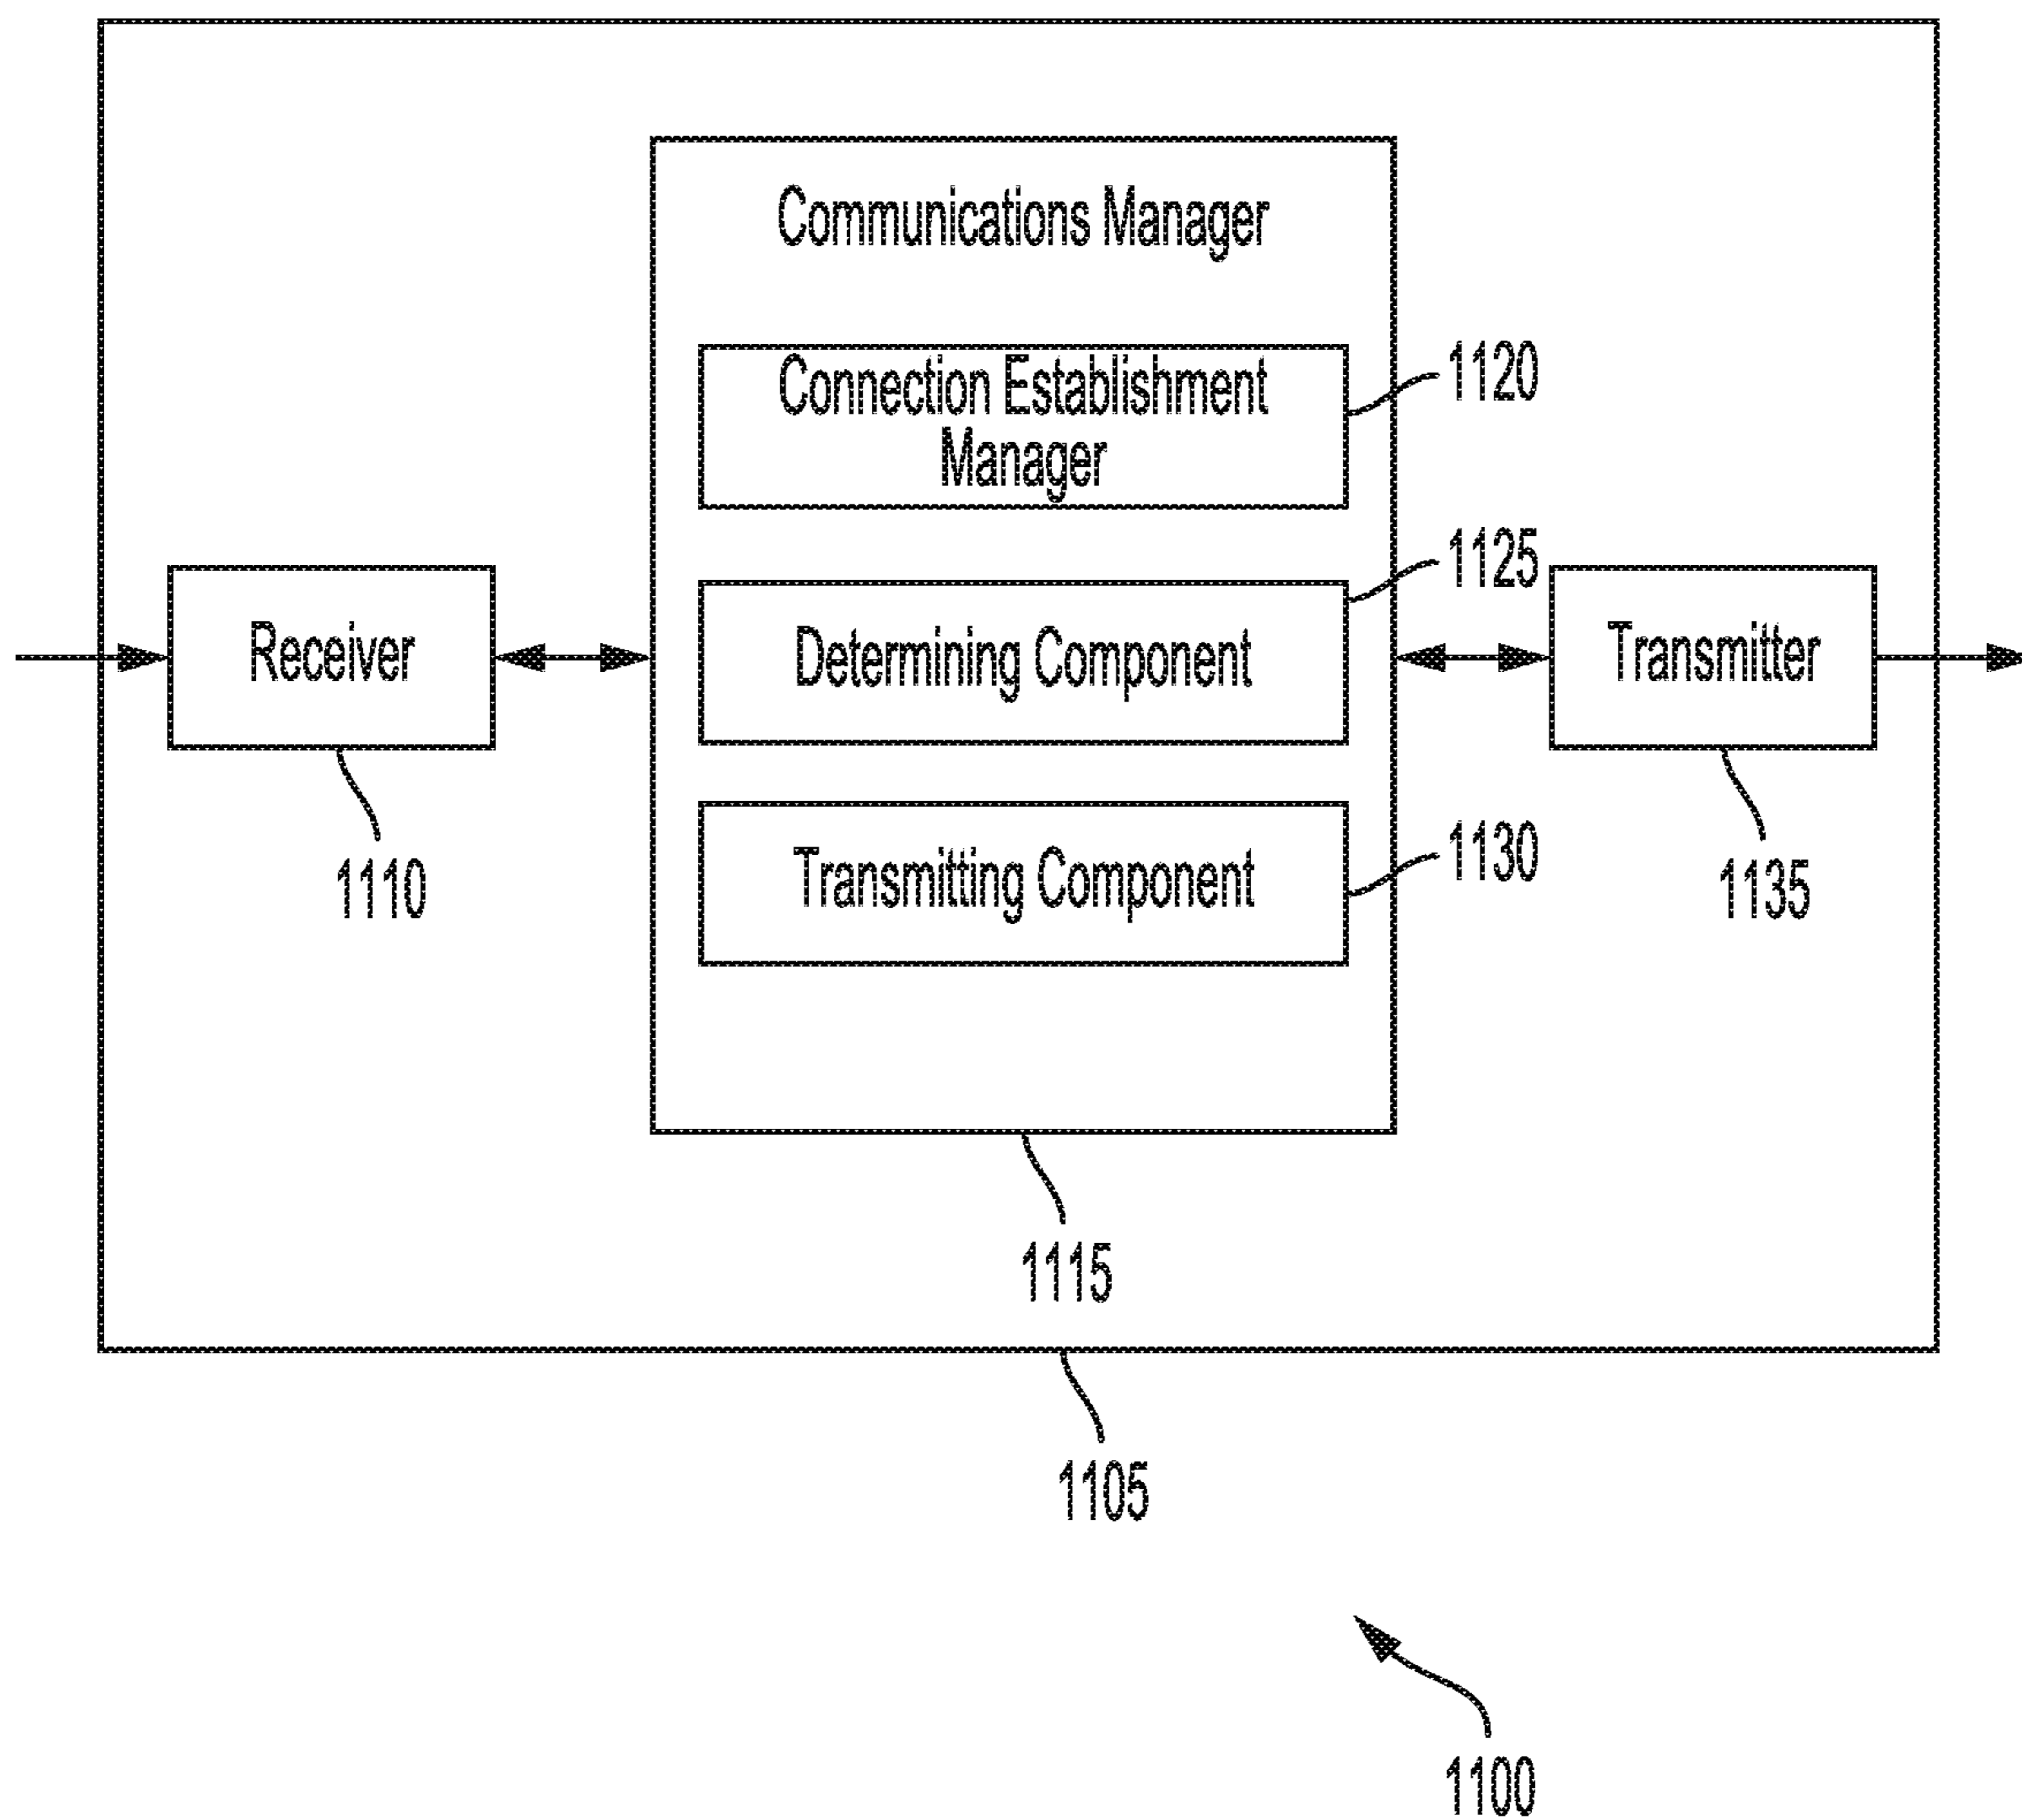 Communications Manager
Connection Establishment
Manager
1120
1125
Receiver
Determining Component
Transmitter
1110
Transmitting Component
1130
1135
1115
1105
1100